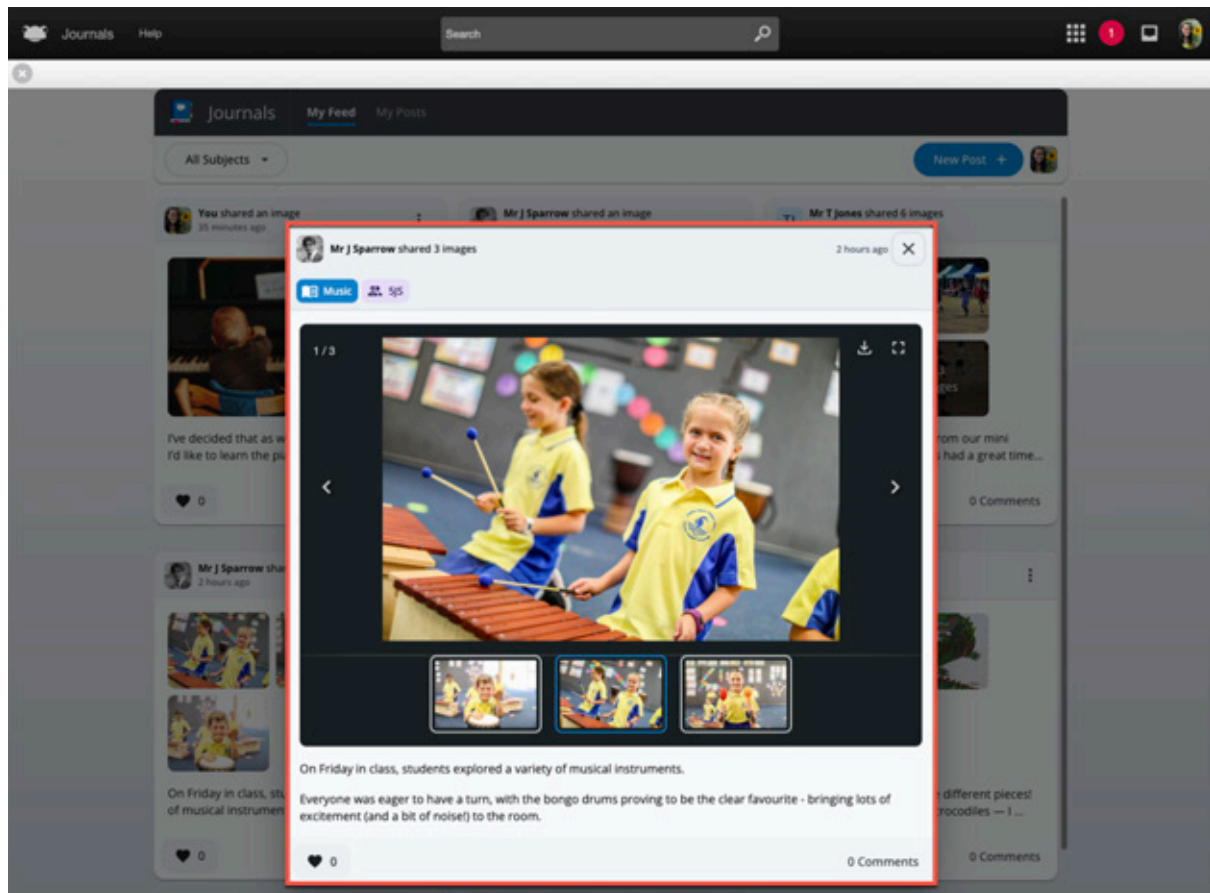 Journals Help Search 1
Journals My Feed My Posts
All Subjects New Post +
You shared an image
35 minutes ago
Mr J Sparrow shared an image
TJ Mr T Jones shared 6 images
Mr J Sparrow shared 3 images 2 hours ago
Music 5JS
1 / 3
I've decided that as w
I'd like to learn the pia
0
rom our mini
s had a great time...
0 Comments
Mr J Sparrow sha
2 hours ago
On Friday in class, stu
of musical instrumen
0
different pieces!
crocodiles — I ...
0 Comments
On Friday in class, students explored a variety of musical instruments.
Everyone was eager to have a turn, with the bongo drums proving to be the clear favourite - bringing lots of
excitement (and a bit of noise!) to the room.
0 0 Comments